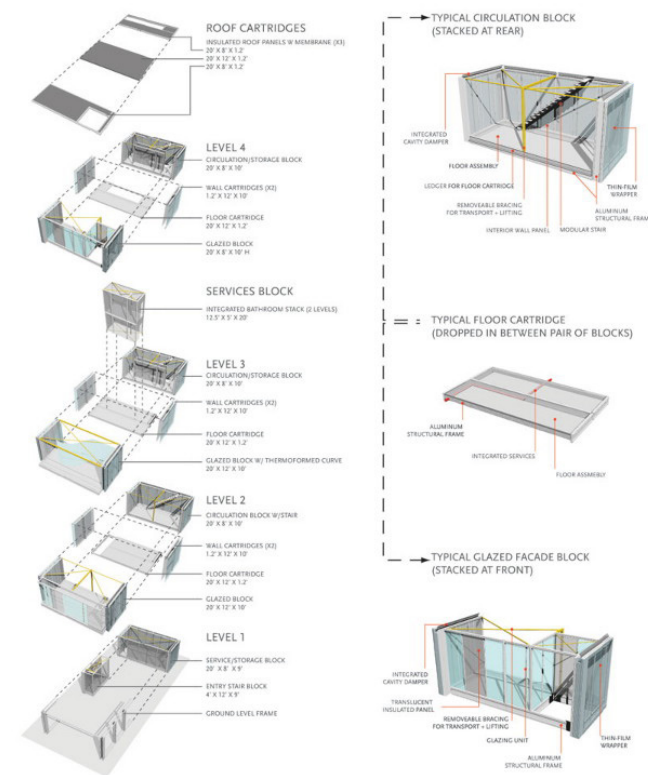 ROOF CARTRIDGES
INSULATED ROOF PANELS W MEMBRANE (X3)
20' X 8' X 1.2'
20' X 12' X 1.2'
20' X 8' X 1.2'
LEVEL 4
CIRCULATION/STORAGE BLOCK
20' X 8' X 10'
WALL CARTRIDGES (X2)
1.2' X 12' X 10'
FLOOR CARTRIDGE
20' X 12' X 1.2'
GLAZED BLOCK
20' X 8' X 10' H
SERVICES BLOCK
INTEGRATED BATHROOM STACK (2 LEVELS)
12.5' X 5' X 20'
LEVEL 3
CIRCULATION/STORAGE BLOCK
20' X 8' X 10'
WALL CARTRIDGES (X2)
1.2' X 12' X 10'
FLOOR CARTRIDGE
20' X 12' X 1.2'
GLAZED BLOCK W/ THERMOFORMED CURVE
20' X 12' X 10'
LEVEL 2
CIRCULATION BLOCK W/STAIR
20' X 8' X 10'
WALL CARTRIDGES (X2)
1.2' X 12' X 10'
FLOOR CARTRIDGE
20' X 12' X 1.2'
GLAZED BLOCK
20' X 12' X 10'
LEVEL 1
SERVICE/STORAGE BLOCK
20' X 8' X 9'
ENTRY STAIR BLOCK
4' X 12' X 9'
GROUND LEVEL FRAME
TYPICAL CIRCULATION BLOCK
(STACKED AT REAR)
INTEGRATED
CAVITY DAMPER
FLOOR ASSEMBLY
LEDGER FOR FLOOR CARTRIDGE
REMOVEABLE BRACING
FOR TRANSPORT + LIFTING
INTERIOR WALL PANEL
MODULAR STAIR
THIN-FILM
WRAPPER
ALUMINUM
STRUCTURAL FRAME
TYPICAL FLOOR CARTRIDGE
(DROPPED IN BETWEEN PAIR OF BLOCKS)
ALUMINUM
STRUCTURAL FRAME
INTEGRATED SERVICES
FLOOR ASSMEBLY
TYPICAL GLAZED FACADE BLOCK
(STACKED AT FRONT)
INTEGRATED
CAVITY DAMPER
TRANSLUCENT
INSULATED PANEL
REMOVEABLE BRACING
FOR TRANSPORT + LIFTING
GLAZING UNIT
ALUMINUM
STRUCTURAL FRAME
THIN-FILM
WRAPPER